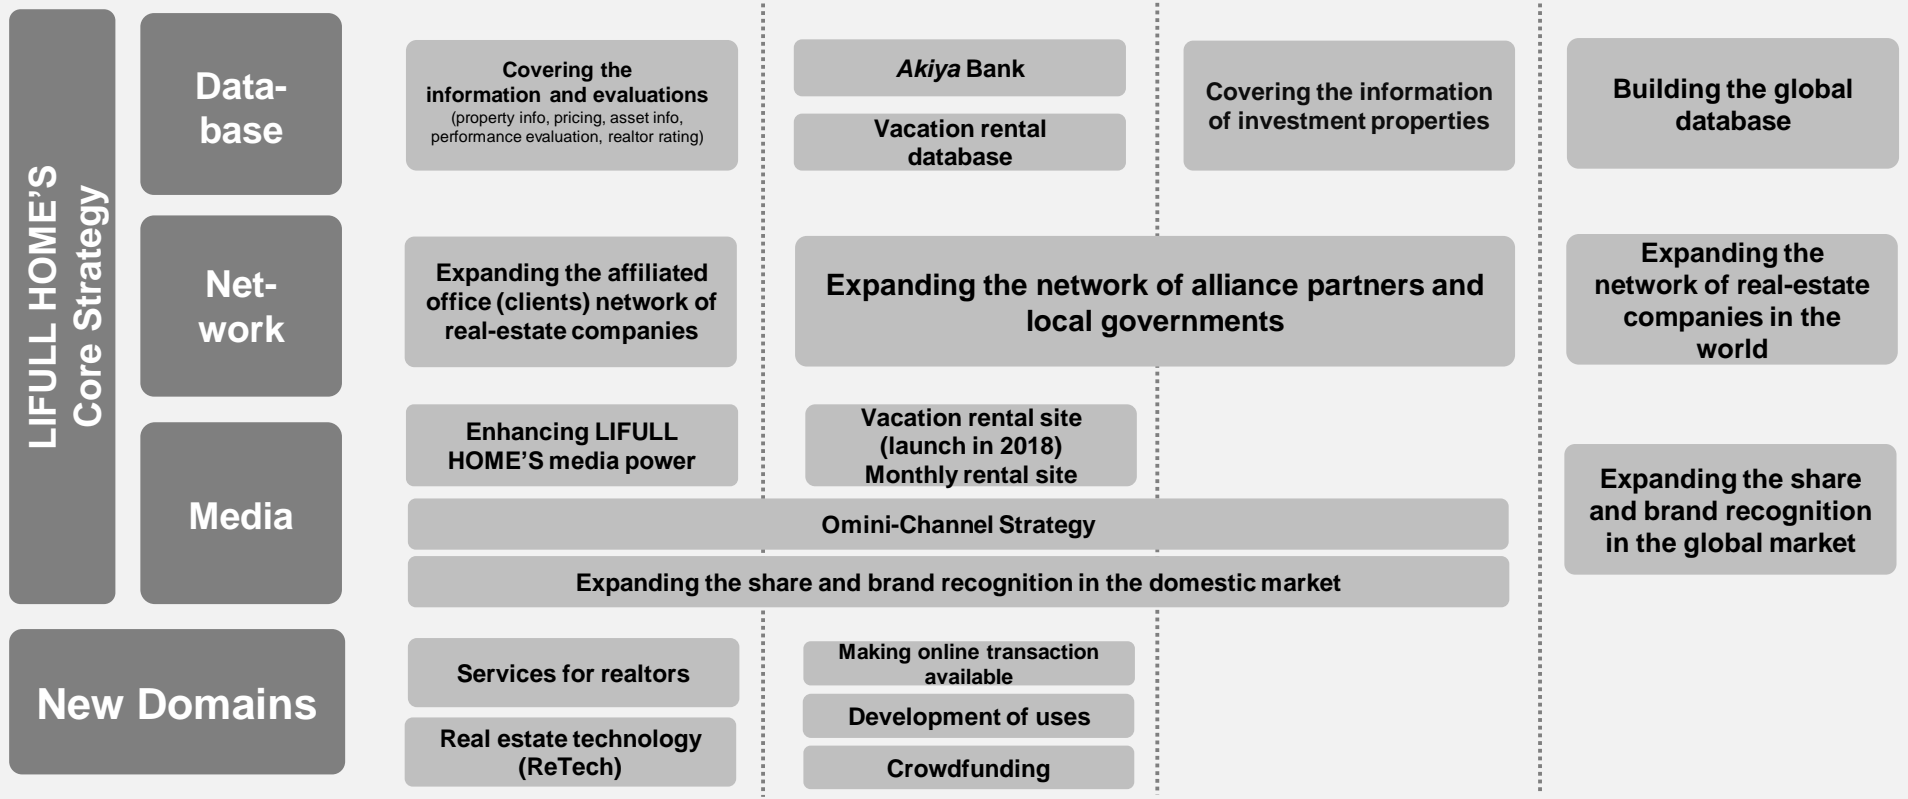 LIFULL HOME’S
Core Strategy
Data-
base
Covering the
information and evaluations
(property info, pricing, asset info,
performance evaluation, realtor rating)
Akiya Bank
Vacation rental
database
Covering the information
of investment properties
Building the global
database
Net-
work
Expanding the affiliated
office (clients) network of
real-estate companies
Expanding the network of alliance partners and
local governments
Expanding the
network of real-estate
companies in the
world
Media
Enhancing LIFULL
HOME’S media power
Vacation rental site
(launch in 2018)
Monthly rental site
Omini-Channel Strategy
Expanding the share and brand recognition in the domestic market
Expanding the share
and brand recognition
in the global market
New Domains
Services for realtors
Real estate technology
(ReTech)
Making online transaction
available
Development of uses
Crowdfunding